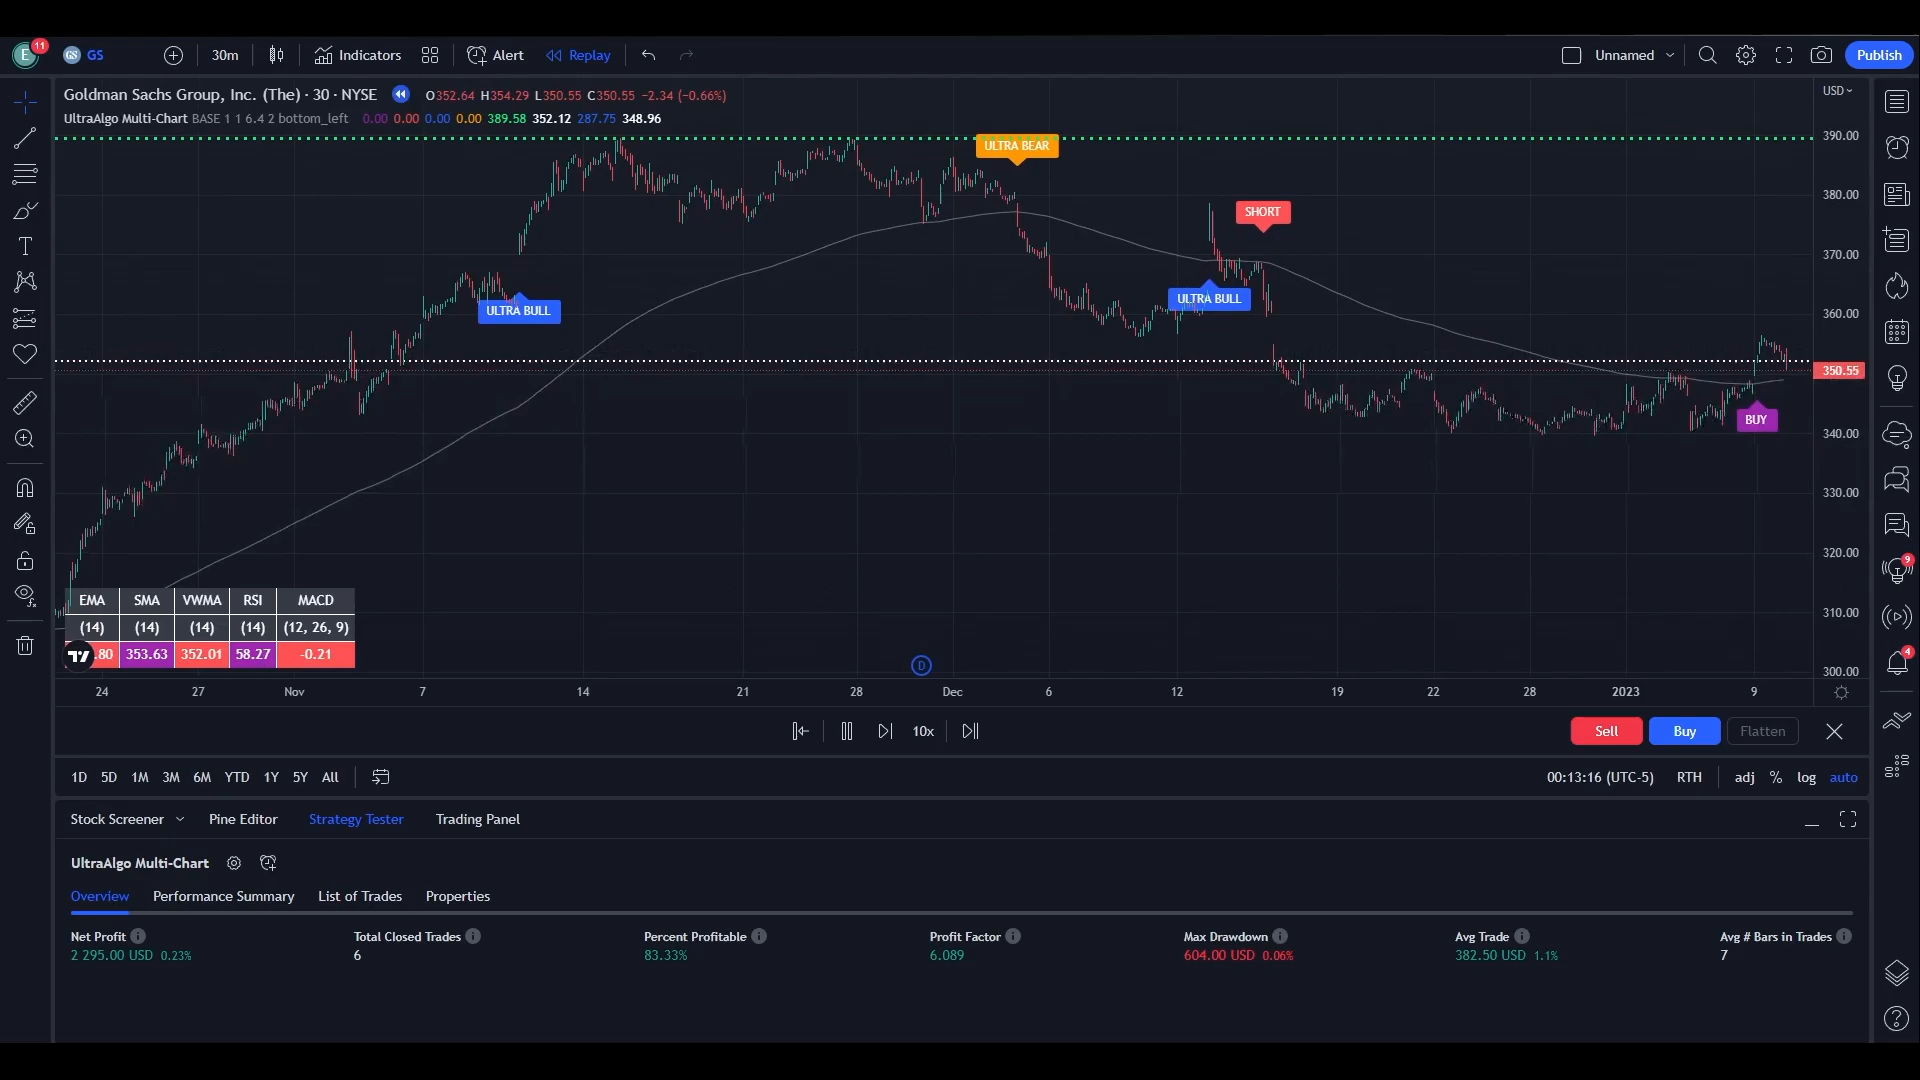 E 11 GS GS 30m Indicators Alert Replay Unnamed Publish
Goldman Sachs Group, Inc. (The) · 30 · NYSE O352.64 H354.29 L350.55 C350.55 −2.34 (−0.66%) USD
UltraAlgo Multi-Chart BASE 1 1 6.4 2 bottom_left 0.00 0.00 0.00 0.00 389.58 352.12 287.75 348.96
390.00
ULTRA BEAR
380.00
SHORT
370.00
ULTRA BULL
ULTRA BULL
360.00
350.55
BUY
340.00
330.00
320.00
310.00
300.00
EMA SMA VWMA RSI MACD
(14) (14) (14) (14) (12, 26, 9)
.80 353.63 352.01 58.27 -0.21
D
24 27 Nov 7 14 21 28 Dec 6 12 19 22 28 2023 9
10x Sell Buy Flatten
1D 5D 1M 3M 6M YTD 1Y 5Y All 00:13:16 (UTC-5) RTH adj % log auto
Stock Screener Pine Editor Strategy Tester Trading Panel
UltraAlgo Multi-Chart
Overview Performance Summary List of Trades Properties
Net Profit Total Closed Trades Percent Profitable Profit Factor Max Drawdown Avg Trade Avg # Bars in Trades
2 295.00 USD 0.23% 6 83.33% 6.089 604.00 USD 0.06% 382.50 USD 1.1% 7
9
4